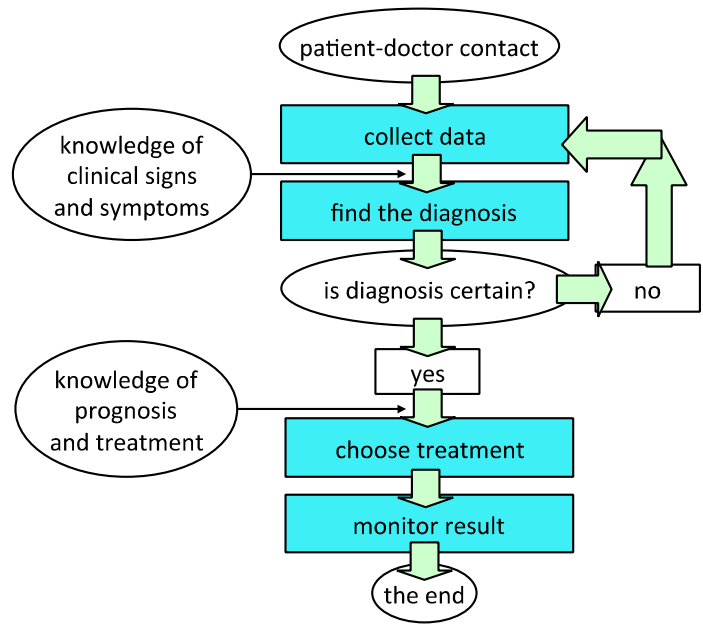 patient-doctor contact
collect data
knowledge of
clinical signs
and symptoms
find the diagnosis
is diagnosis certain?
no
yes
knowledge of
prognosis
and treatment
choose treatment
monitor result
the end